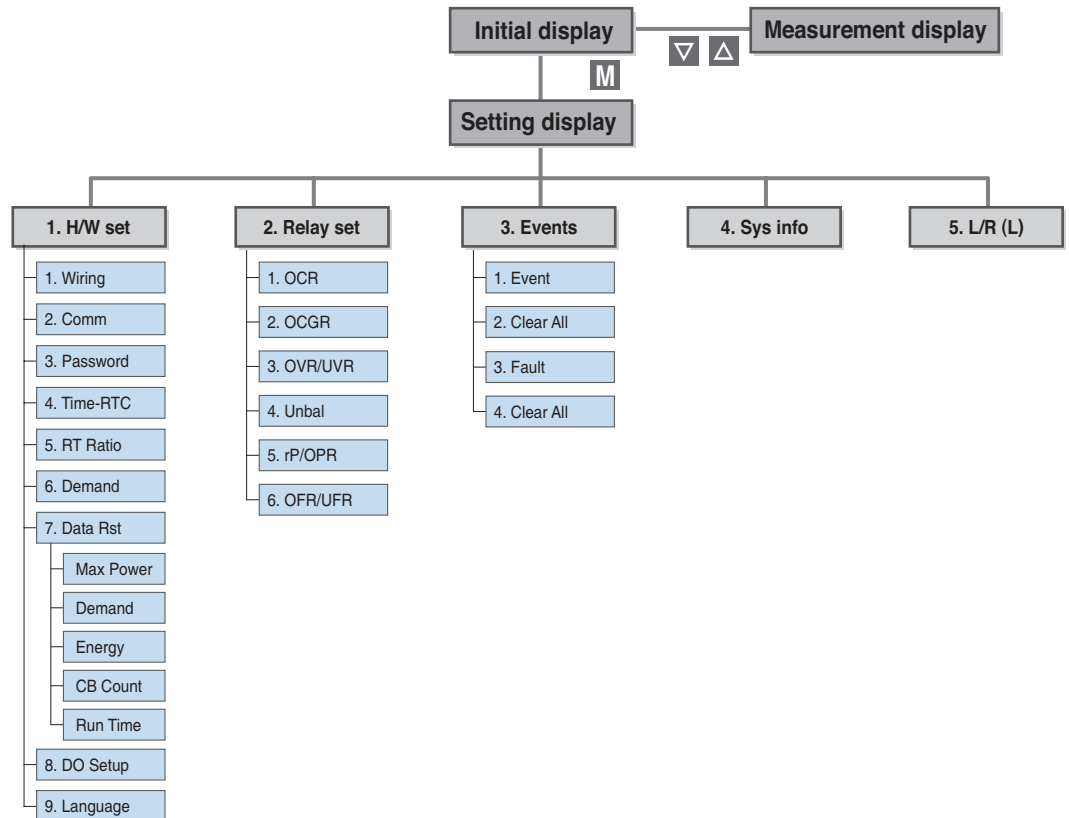 Initial display
Measurement display
M
Setting display
1. H/W set
2. Relay set
3. Events
4. Sys info
5. L/R (L)
1. Wiring
2. Comm
3. Password
4. Time-RTC
5. RT Ratio
6. Demand
7. Data Rst
Max Power
Demand
Energy
CB Count
Run Time
8. DO Setup
9. Language
1. OCR
2. OCGR
3. OVR/UVR
4. Unbal
5. rP/OPR
6. OFR/UFR
1. Event
2. Clear All
3. Fault
4. Clear All